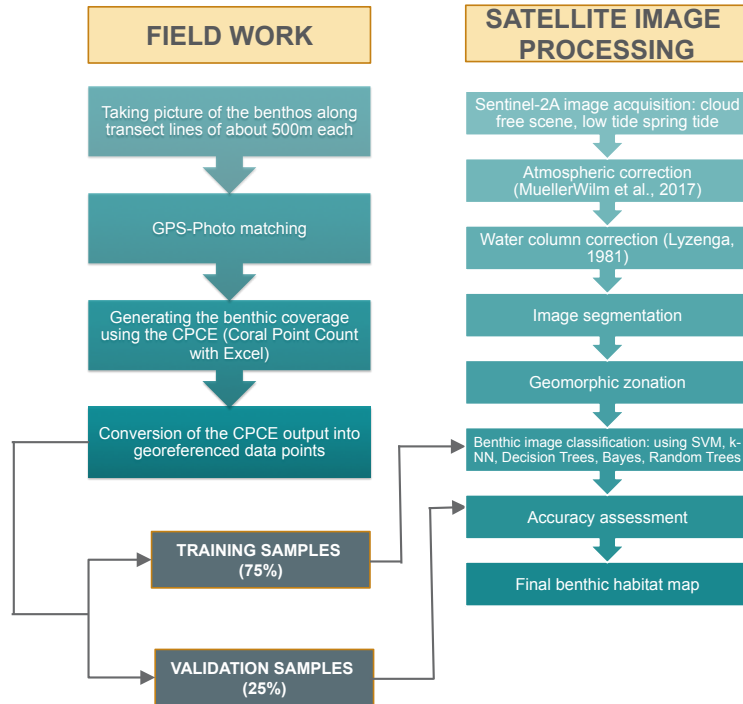 FIELD WORK
Taking picture of the benthos along
transect lines of about 500m each
GPS-Photo matching
Generating the benthic coverage
using the CPCE (Coral Point Count
with Excel)
Conversion of the CPCE output into
georeferenced data points
TRAINING SAMPLES
(75%)
VALIDATION SAMPLES
(25%)
SATELLITE IMAGE
PROCESSING
Sentinel-2A image acquisition: cloud
free scene, low tide spring tide
Atmospheric correction
(MuellerWilm et al., 2017)
Water column correction (Lyzenga,
1981)
Image segmentation
Geomorphic zonation
Benthic image classification: using SVM, k-
NN, Decision Trees, Bayes, Random Trees
Accuracy assessment
Final benthic habitat map